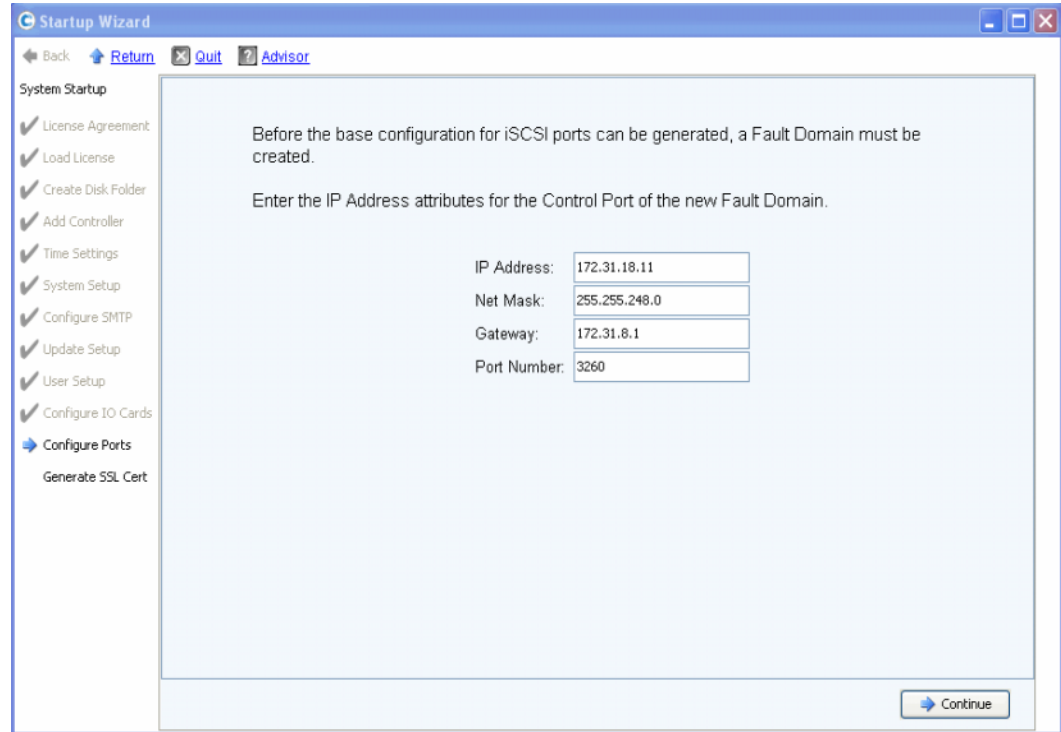 Startup Wizard
Back Return Quit Advisor
System Startup
License Agreement
Load License
Create Disk Folder
Add Controller
Time Settings
System Setup
Configure SMTP
Update Setup
User Setup
Configure IO Cards
Configure Ports
Generate SSL Cert
Before the base configuration for iSCSI ports can be generated, a Fault Domain must be
created.
Enter the IP Address attributes for the Control Port of the new Fault Domain.
IP Address: 172.31.18.11
Net Mask: 255.255.248.0
Gateway: 172.31.8.1
Port Number: 3260
Continue